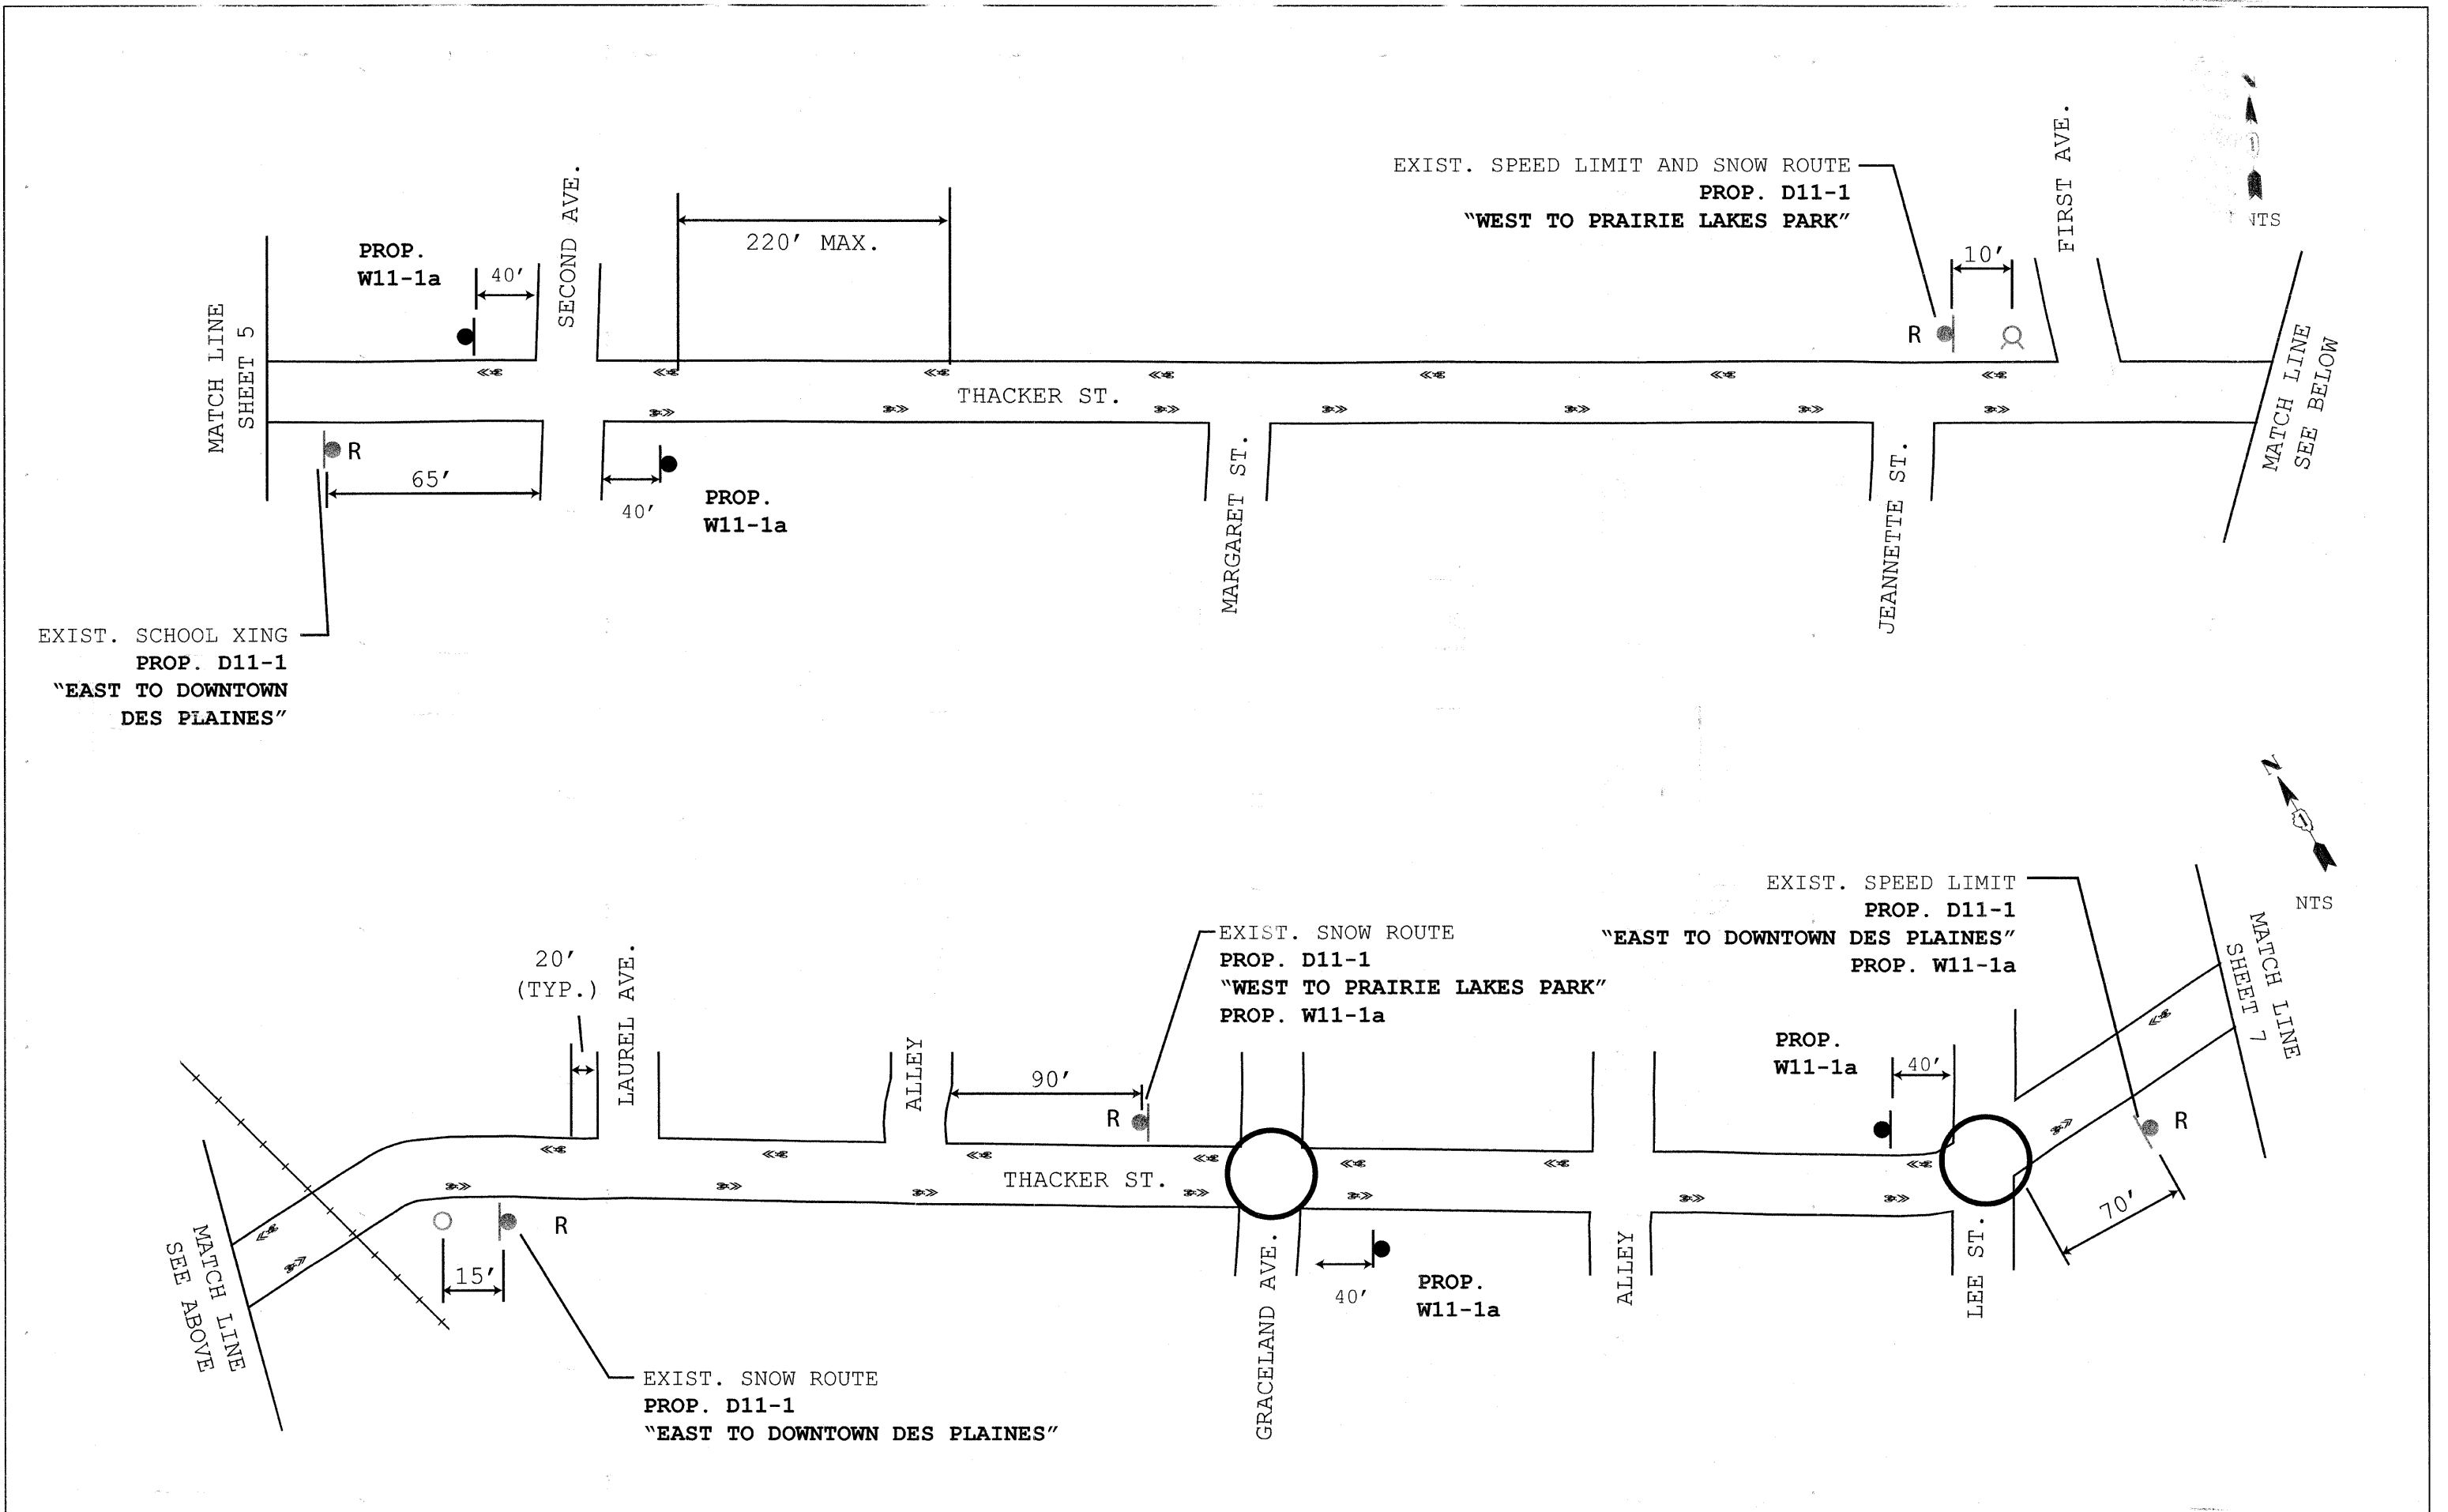 EXIST. SPEED LIMIT AND SNOW ROUTE
PROP. D11-1
"WEST TO PRAIRIE LAKES PARK"
FIRST AVE.
NTS
SECOND AVE.
220' MAX.
PROP.
W11-1a
40'
10'
R
MATCH LINE
SHEET 5
THACKER ST.
MATCH LINE
SEE BELOW
R
65'
40'
PROP.
W11-1a
MARGARET ST.
JEANNETTE ST.
EXIST. SCHOOL XING
PROP. D11-1
"EAST TO DOWNTOWN
DES PLAINES"
N
1
NTS
EXIST. SPEED LIMIT
PROP. D11-1
"EAST TO DOWNTOWN DES PLAINES"
PROP. W11-1a
MATCH LINE
SHEET 7
EXIST. SNOW ROUTE
PROP. D11-1
"WEST TO PRAIRIE LAKES PARK"
PROP. W11-1a
20'
(TYP.)
LAUREL AVE.
ALLEY
90'
R
PROP.
W11-1a
40'
R
THACKER ST.
70'
MATCH LINE
SEE ABOVE
R
15'
GRACELAND AVE.
40'
PROP.
W11-1a
ALLEY
LEE ST.
EXIST. SNOW ROUTE
PROP. D11-1
"EAST TO DOWNTOWN DES PLAINES"